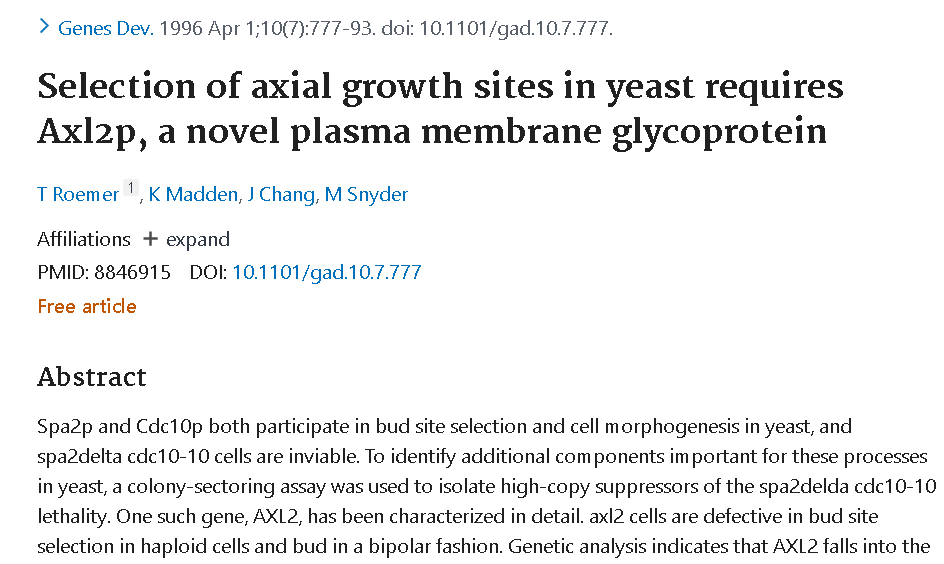 > Genes Dev. 1996 Apr 1;10(7):777-93. doi: 10.1101/gad.10.7.777.
Selection of axial growth sites in yeast requires
Axl2p, a novel plasma membrane glycoprotein
T Roemer 1, K Madden, J Chang, M Snyder
Affiliations + expand
PMID: 8846915 DOI: 10.1101/gad.10.7.777
Free article
Abstract
Spa2p and Cdc10p both participate in bud site selection and cell morphogenesis in yeast, and
spa2delta cdc10-10 cells are inviable. To identify additional components important for these processes
in yeast, a colony-sectoring assay was used to isolate high-copy suppressors of the spa2delda cdc10-10
lethality. One such gene, AXL2, has been characterized in detail. axl2 cells are defective in bud site
selection in haploid cells and bud in a bipolar fashion. Genetic analysis indicates that AXL2 falls into the